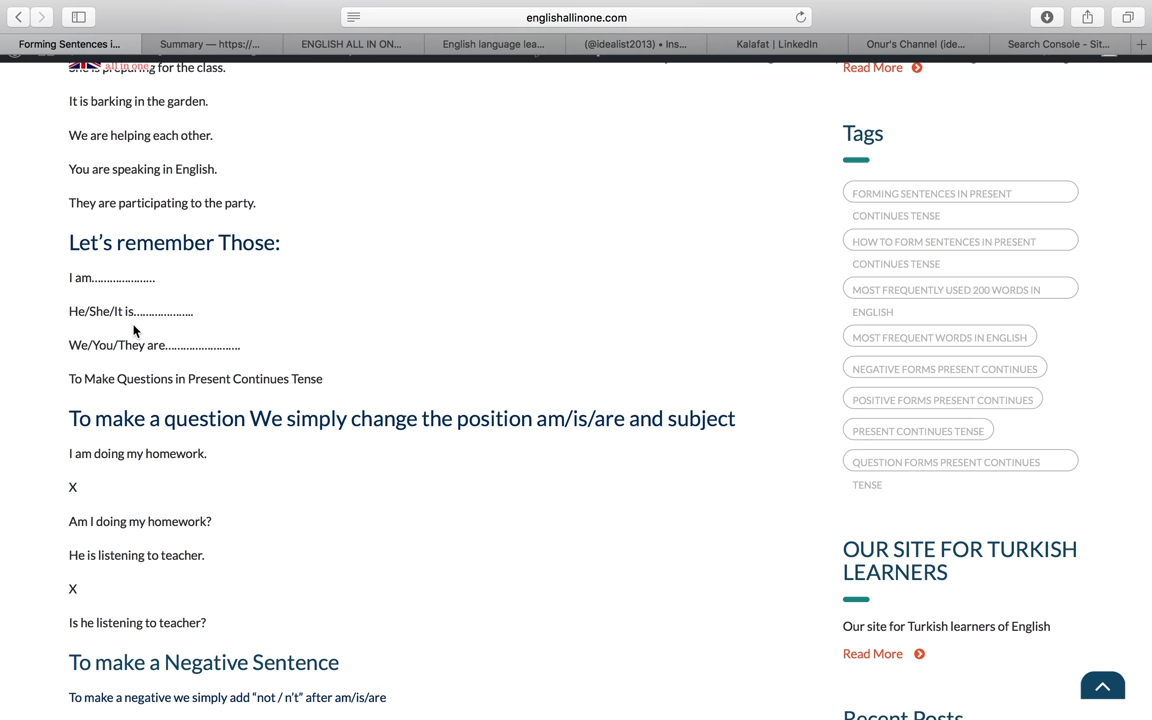 englishallinone.com
Forming Sentences i...
Summary — https://...
ENGLISH ALL IN ON...
English language lea...
(@idealist2013) • Ins...
Kalafat | LinkedIn
Onur's Channel (ide...
Search Console - Sit...
all in one
She is preparing for the class.
It is barking in the garden.
We are helping each other.
You are speaking in English.
They are participating to the party.
Let's remember Those:
I am…………………
He/She/It is………………..
We/You/They are…………………….
To Make Questions in Present Continues Tense
To make a question We simply change the position am/is/are and subject
I am doing my homework.
X
Am I doing my homework?
He is listening to teacher.
X
Is he listening to teacher?
To make a Negative Sentence
To make a negative we simply add “not / n’t” after am/is/are
Read More
Tags
FORMING SENTENCES IN PRESENT
CONTINUES TENSE
HOW TO FORM SENTENCES IN PRESENT
CONTINUES TENSE
MOST FREQUENTLY USED 200 WORDS IN
ENGLISH
MOST FREQUENT WORDS IN ENGLISH
NEGATIVE FORMS PRESENT CONTINUES
POSITIVE FORMS PRESENT CONTINUES
PRESENT CONTINUES TENSE
QUESTION FORMS PRESENT CONTINUES
TENSE
OUR SITE FOR TURKISH
LEARNERS
Our site for Turkish learners of English
Read More
Recent Posts